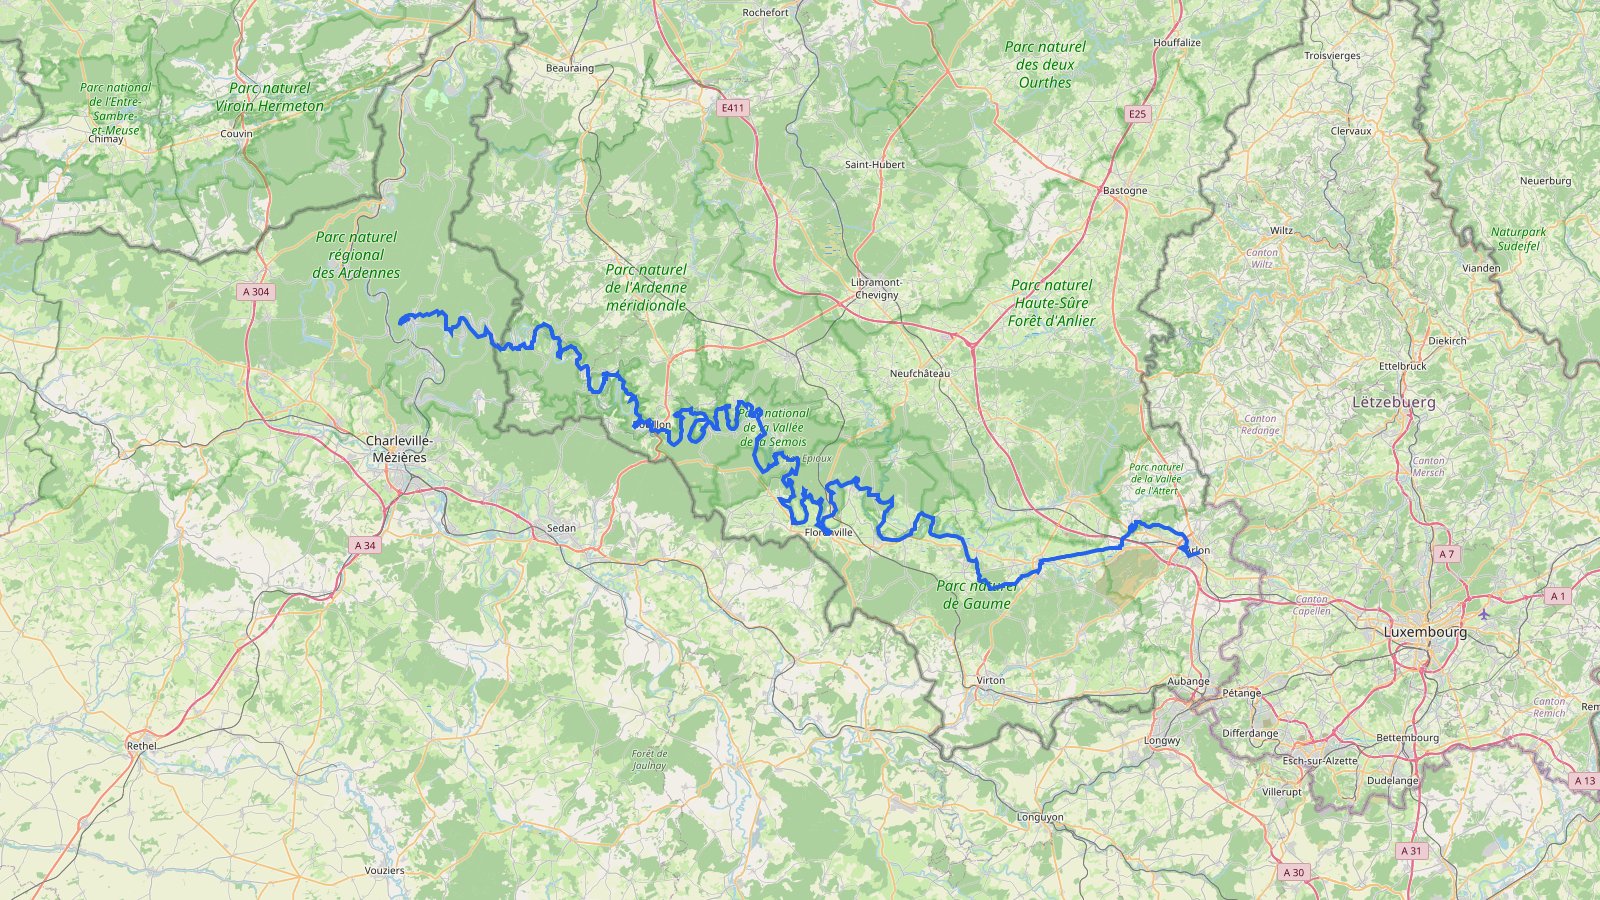 Rochefort
Beauraing
Houffalize
Troisvierges
Parc naturel
des deux
Ourthes
Parc national
de l'Entre-
Sambre-
et-Meuse
Chimay
Parc naturel
Viroin Hermeton
Couvin
E411
E25
Clervaux
Saint-Hubert
Bastogne
Neuerburg
Parc naturel
régional
des Ardennes
A 304
Parc naturel
de l'Ardenne
méridionale
Libramont-
Chevigny
Parc naturel
Haute-Sûre
Forêt d'Anlier
Wiltz
Canton
Wiltz
Naturpark
Südeifel
Vianden
Diekirch
Ettelbruck
Neufchâteau
Lëtzebuerg
Canton
Redange
Charleville-
Mézières
Parc national
de la Vallée
de la Semois
Epioux
Canton
Mersch
Parc naturel
de la Vallée
de l'Attert
Sedan
A 34
A 7
A 1
Parc naturel
de Gaume
Canton
Capellen
Luxembourg
Virton
Aubange
Pétange
Canton
Remich
Rem
Rethel
Longwy
Differdange
Bettembourg
Esch-sur-Alzette
Villerupt
Dudelange
A 13
Forêt de
Jaulnay
Longuyon
A 31
A 30
Vouziers